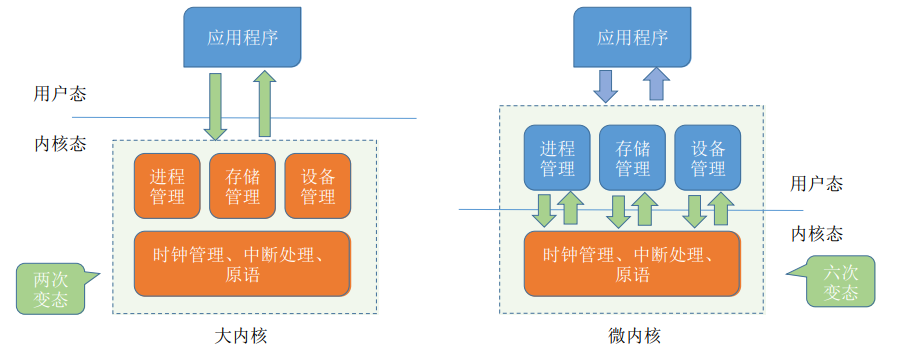 应用程序
用户态
内核态
进程
管理
存储
管理
设备
管理
时钟管理、中断处理、
原语
两次
变态
大内核
应用程序
进程
管理
存储
管理
设备
管理
用户态
内核态
时钟管理、中断处理、
原语
六次
变态
微内核